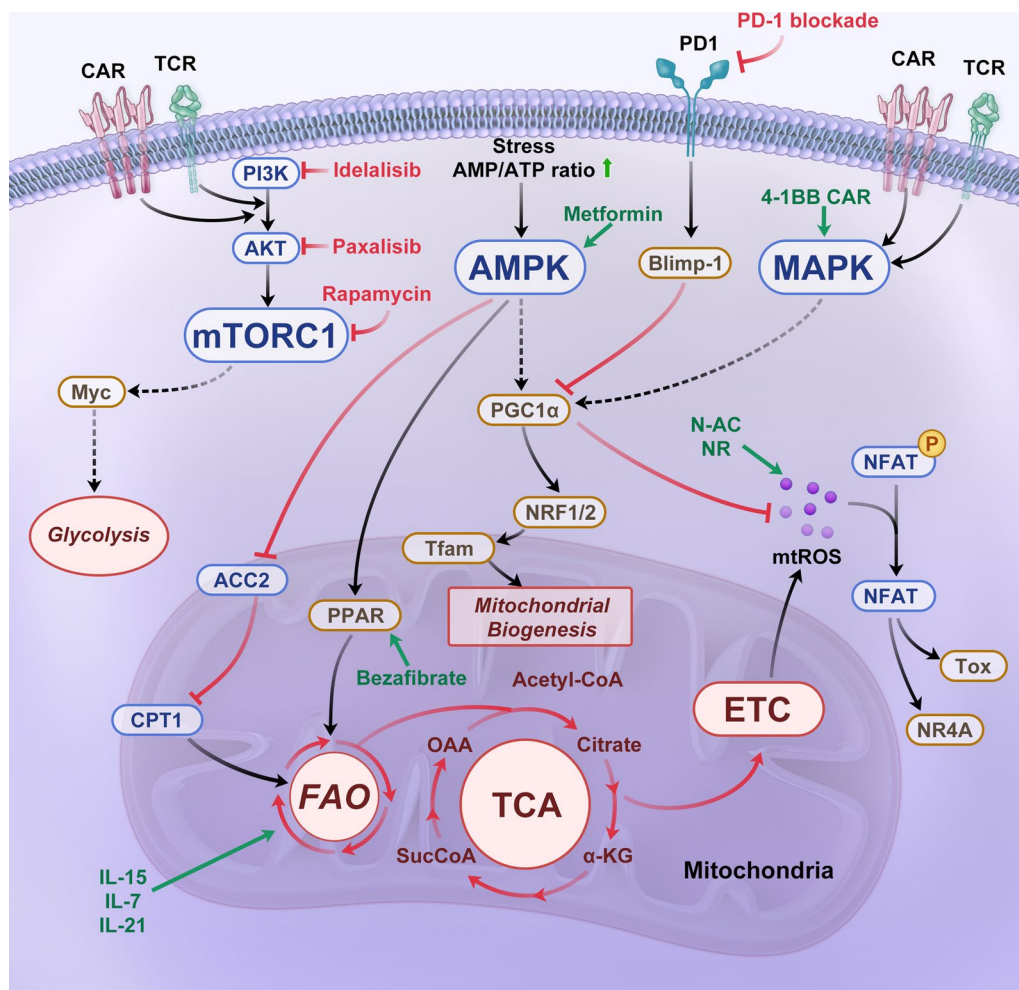 PD-1 blockade
CAR
TCR
PD1
CAR
TCR
Stress
AMP/ATP ratio
PI3K
Idelalisib
4-1BB CAR
Metformin
AKT
Paxalisib
AMPK
Blimp-1
MAPK
Rapamycin
mTORC1
Myc
PGC1α
N-AC
NR
P
NFAT
Glycolysis
NRF1/2
Tfam
mtROS
ACC2
NFAT
PPAR
Mitochondrial
Biogenesis
Bezafibrate
Acetyl-CoA
Tox
CPT1
ETC
NR4A
OAA
Citrate
FAO
TCA
SucCoA
α-KG
Mitochondria
IL-15
IL-7
IL-21